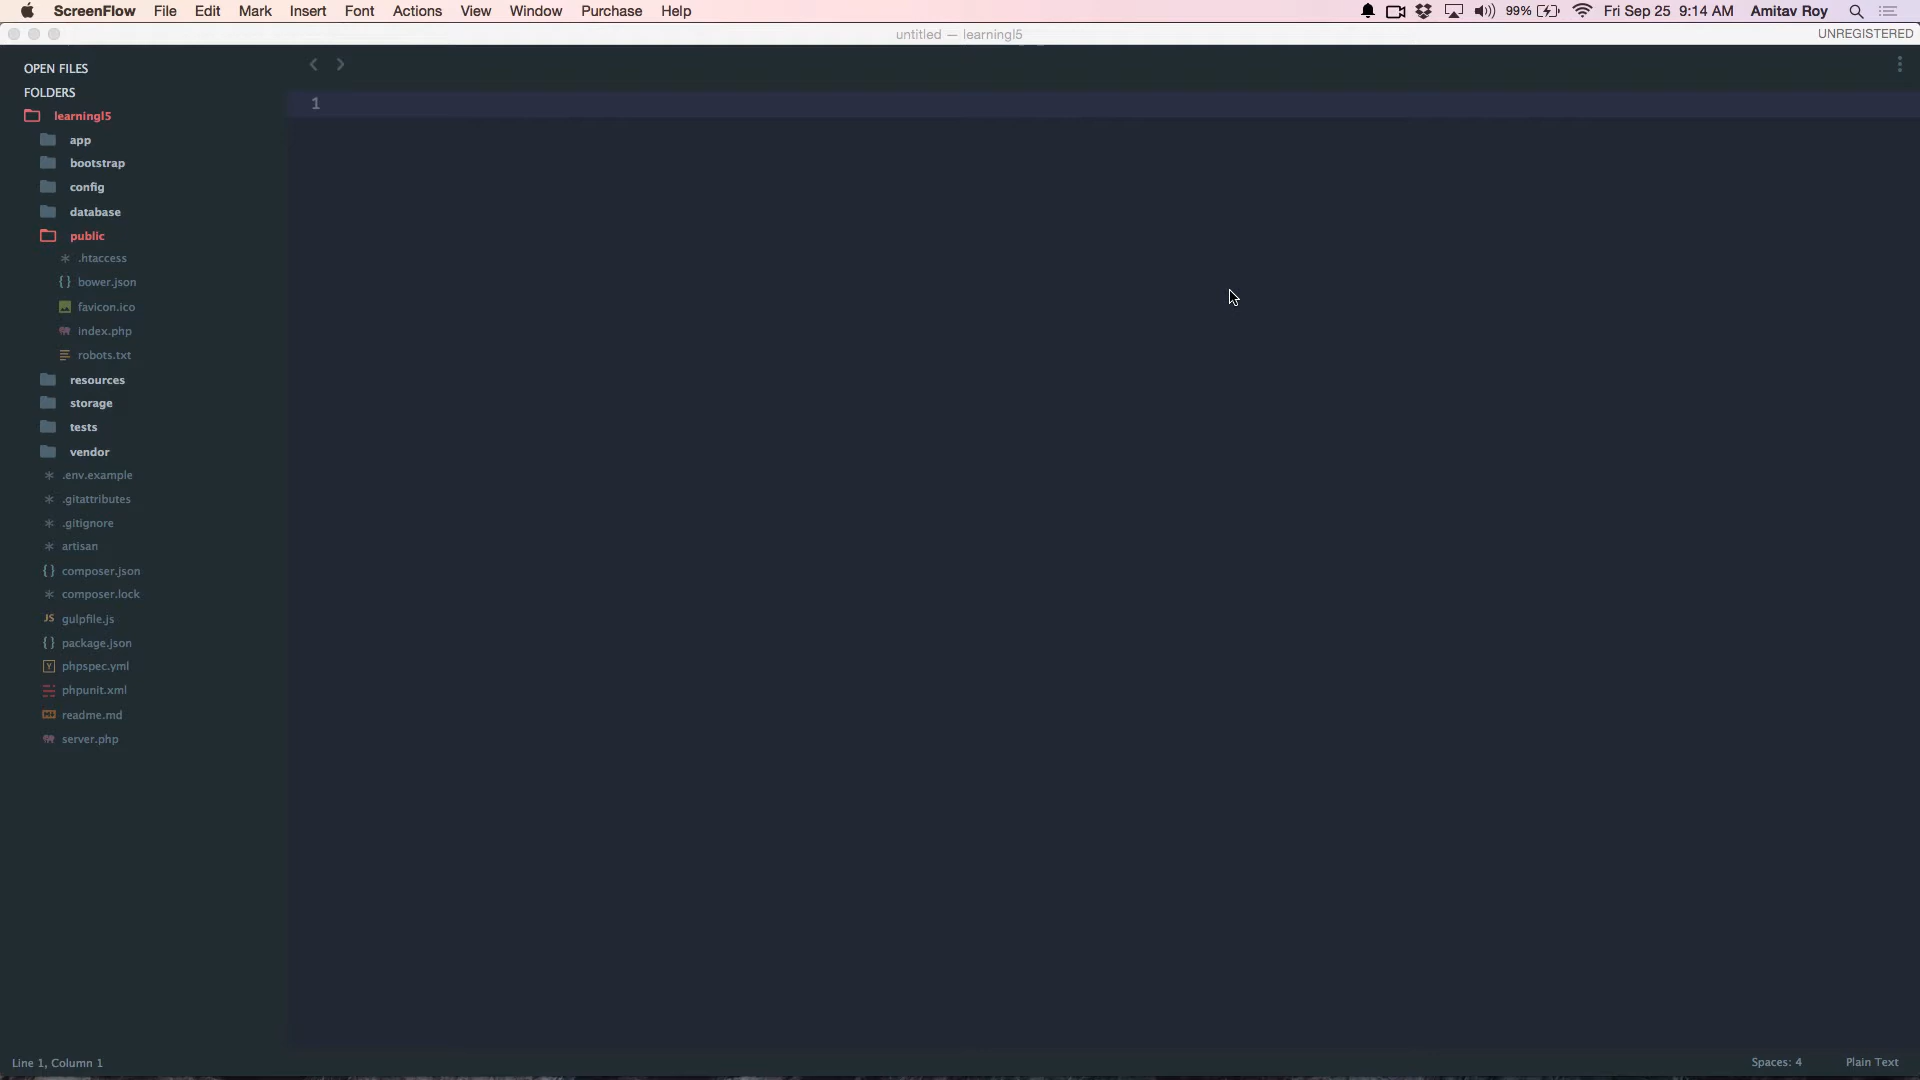 ScreenFlow File Edit Mark Insert Font Actions View Window Purchase Help 99% Fri Sep 25 9:14 AM Amitav Roy
untitled — learningl5 UNREGISTERED
OPEN FILES
FOLDERS
1
learningl5
app
bootstrap
config
database
public
.htaccess
{} bower.json
favicon.ico
index.php
robots.txt
resources
storage
tests
vendor
.env.example
.gitattributes
.gitignore
artisan
{} composer.json
composer.lock
JS gulpfile.js
{} package.json
Y phpspec.yml
phpunit.xml
readme.md
server.php
Line 1, Column 1 Spaces: 4 Plain Text